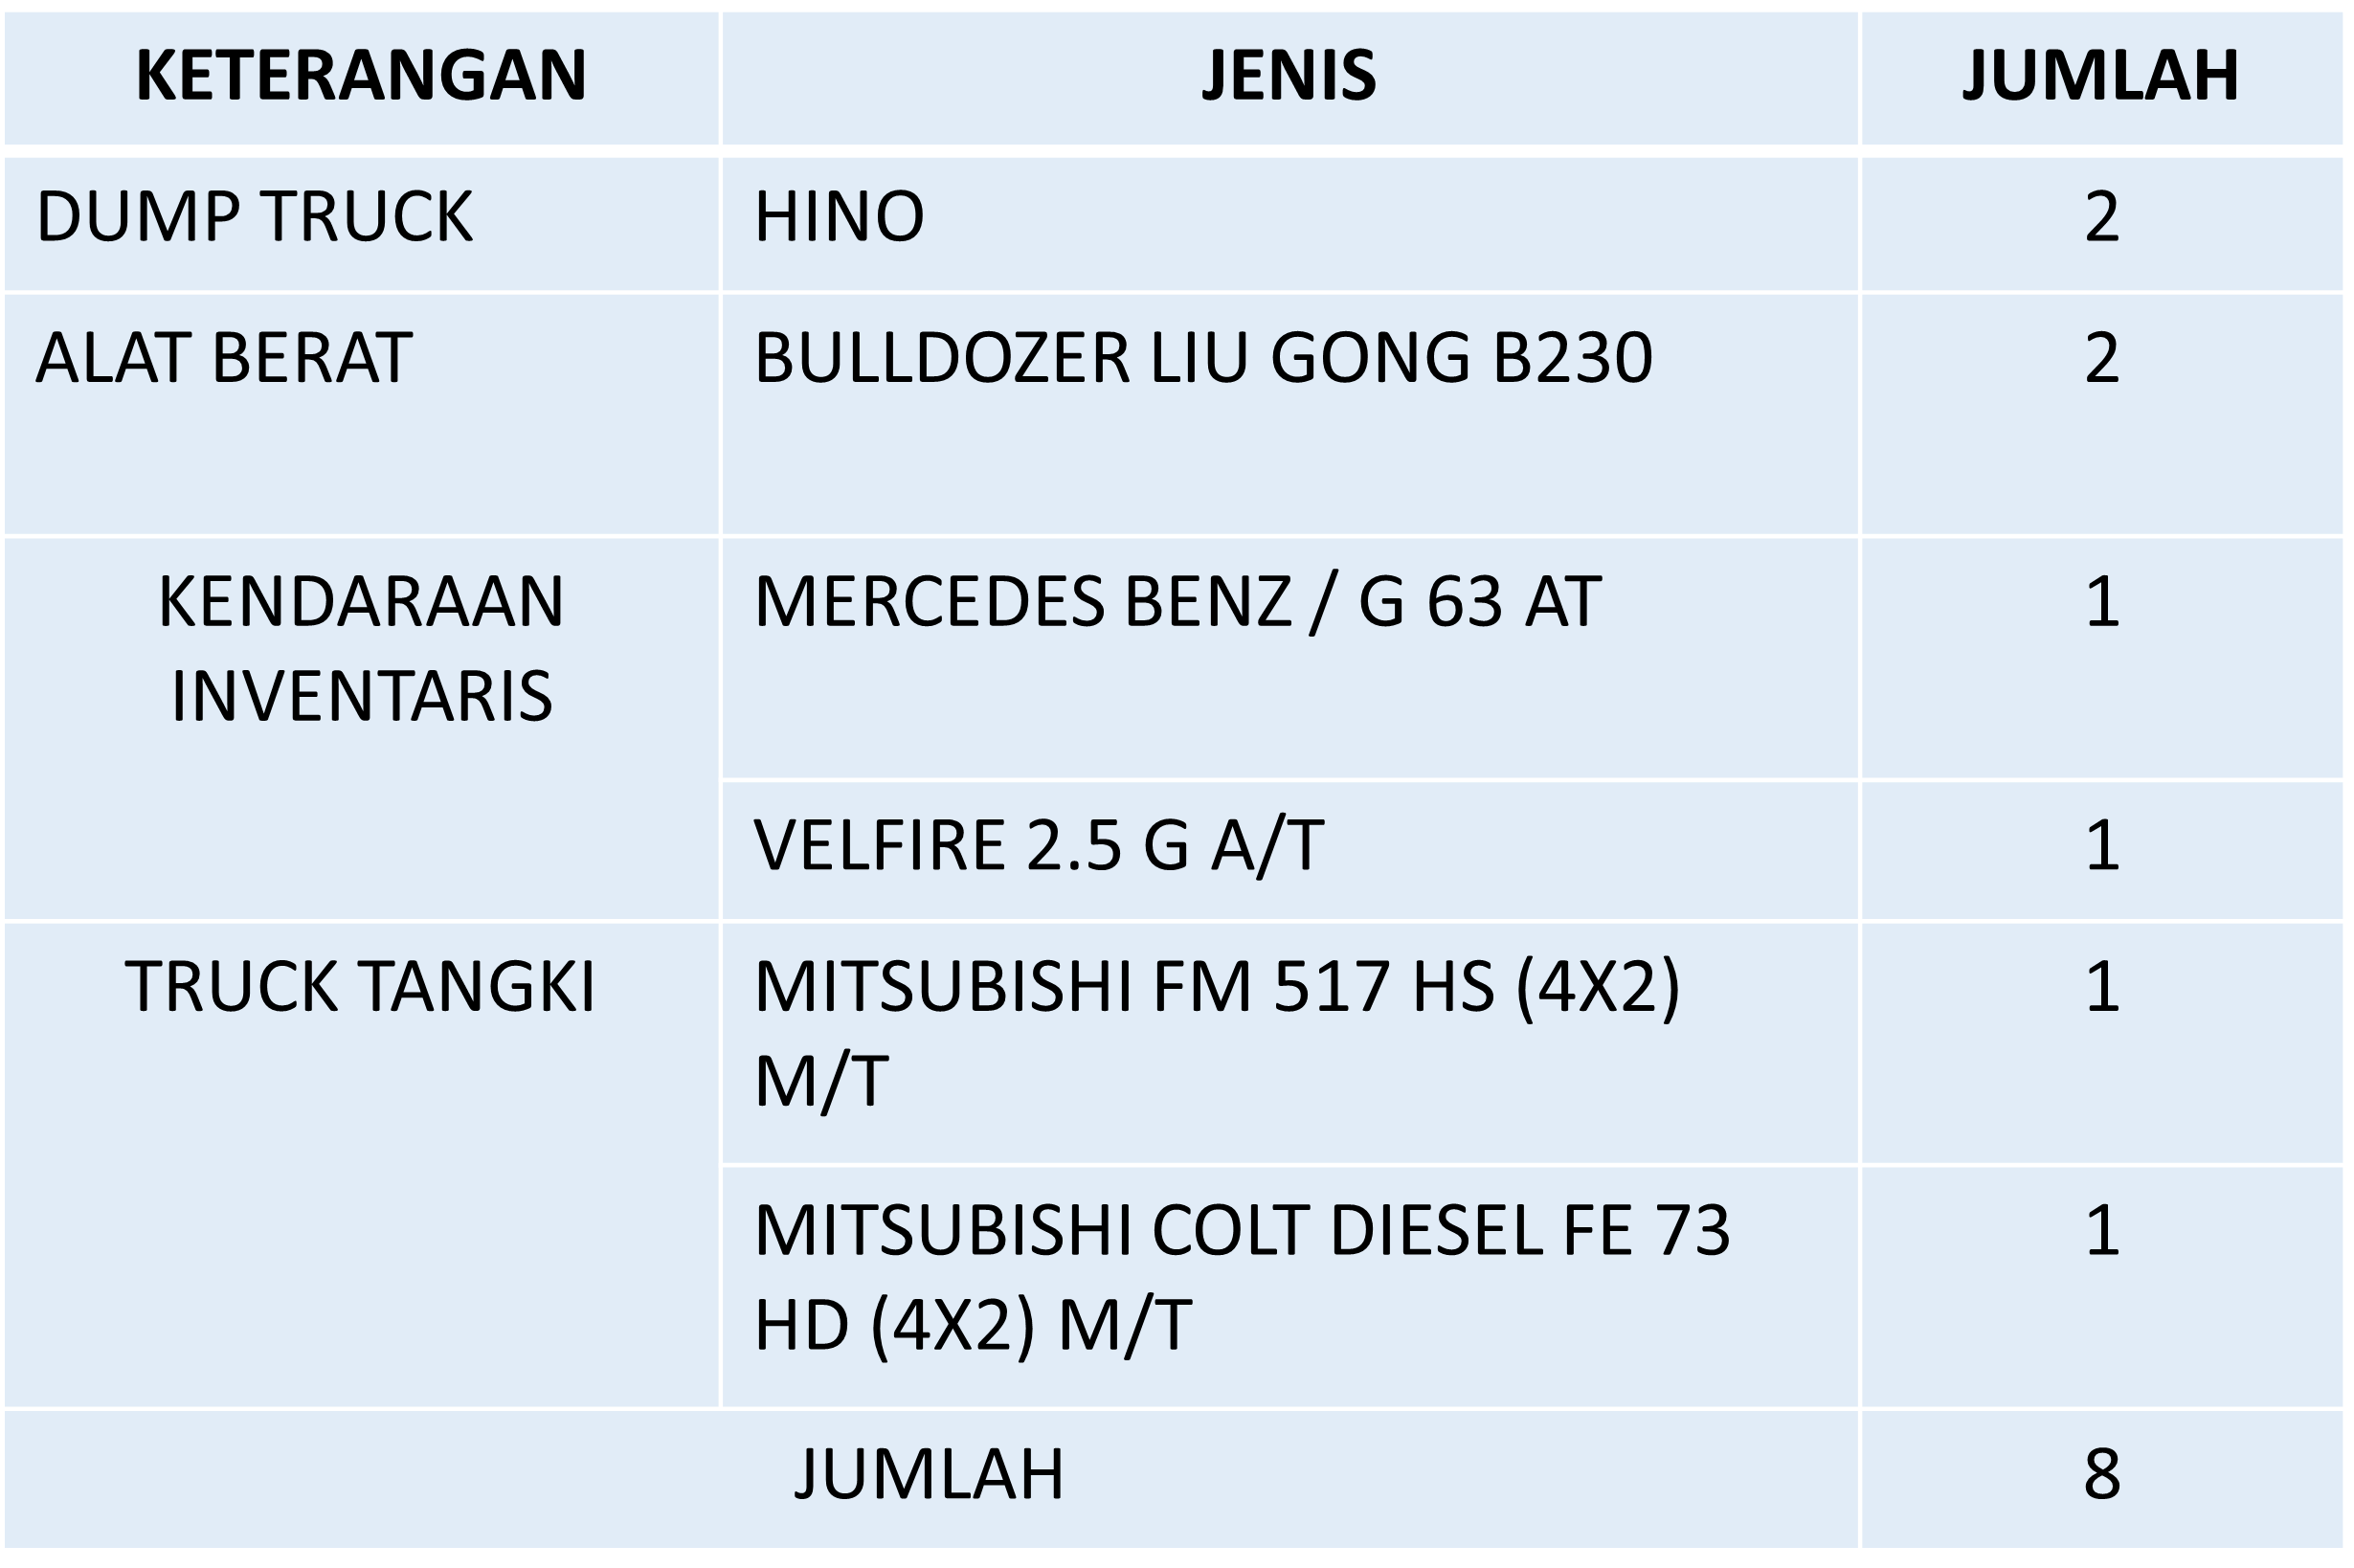 KETERANGAN JENIS JUMLAH
DUMP TRUCK HINO 2
ALAT BERAT BULLDOZER LIU GONG B230 2
KENDARAAN MERCEDES BENZ / G 63 AT 1
INVENTARIS
VELFIRE 2.5 G A/T 1
TRUCK TANGKI MITSUBISHI FM 517 HS (4X2) 1
M/T
MITSUBISHI COLT DIESEL FE 73 1
HD (4X2) M/T
JUMLAH 8